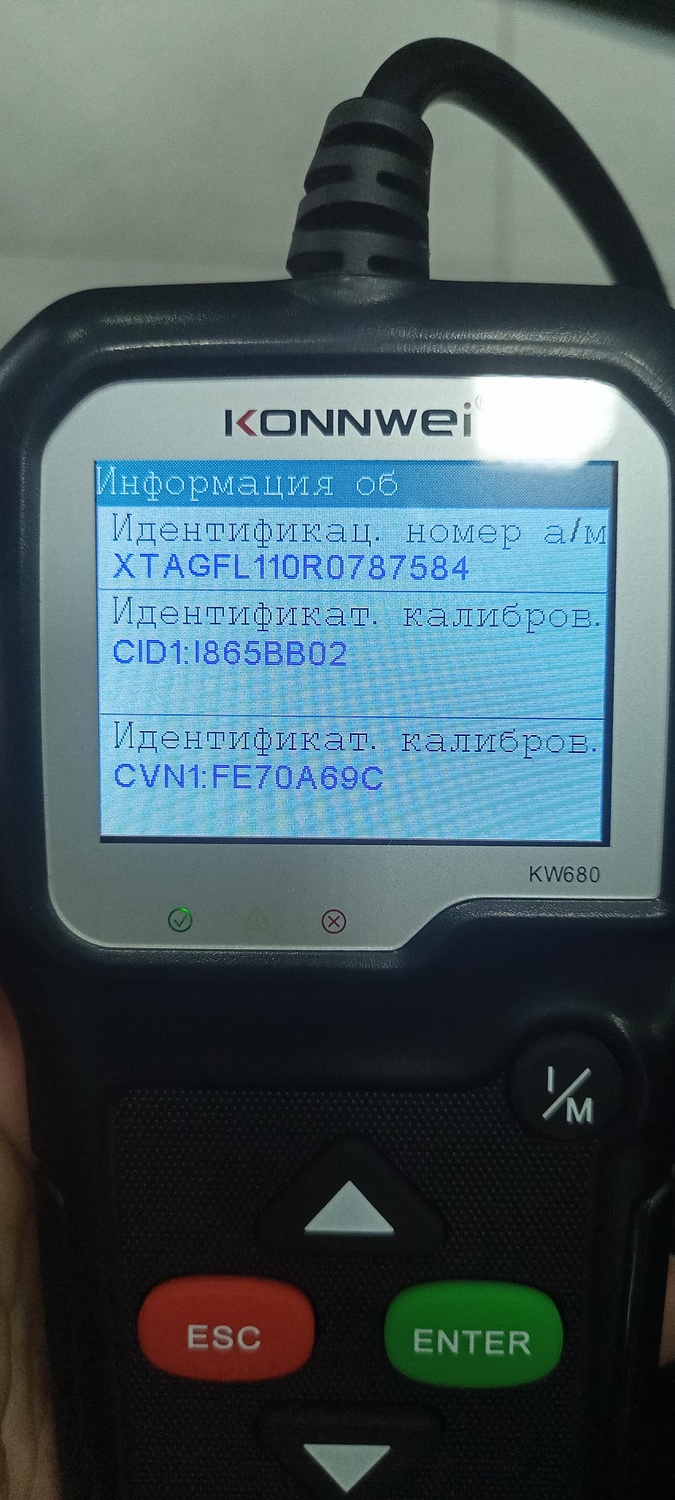 KONNWEI
Информация об
Идентификац. номер а/м
XTAGFL110R0787584
Идентификат. калибров.
CID1:I865BB02
Идентификат. калибров.
CVN1:FE70A69C
KW680
I/M
ESC
ENTER